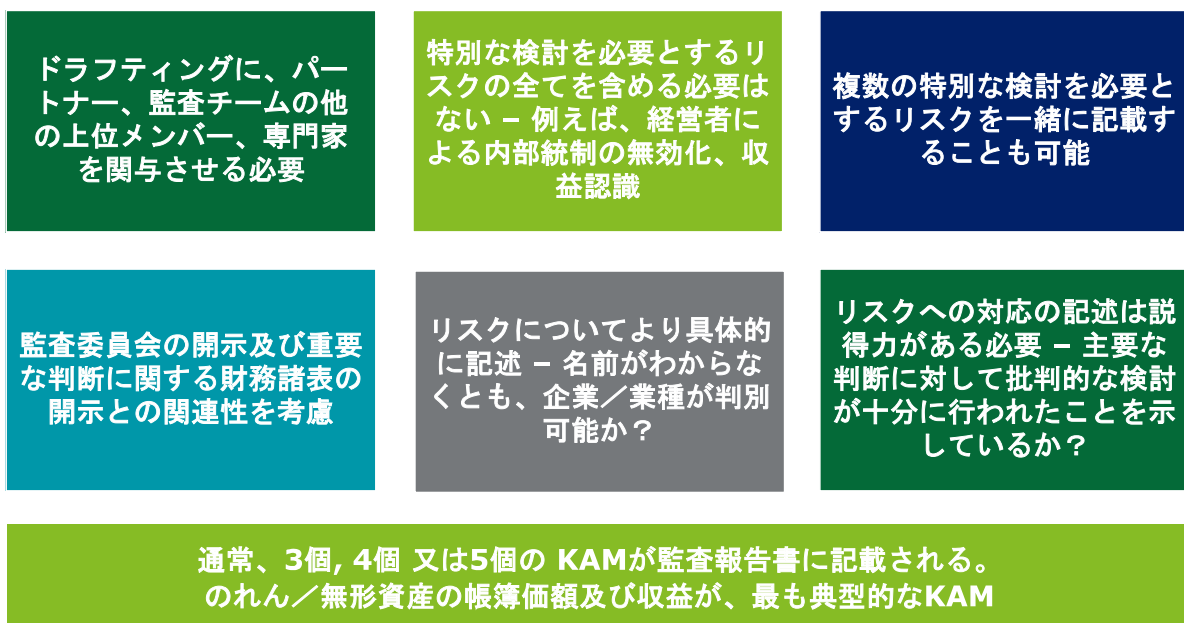 ドラフティングに、パー
トナー、監査チームの他
の上位メンバー、専門家
を関与させる必要
特別な検討を必要とするリ
スクの全てを含める必要は
ない – 例えば、経営者に
よる内部統制の無効化、収
益認識
複数の特別な検討を必要と
するリスクを一緒に記載す
ることも可能
監査委員会の開示及び重要
な判断に関する財務諸表の
開示との関連性を考慮
リスクについてより具体的
に記述 – 名前がわからな
くとも、企業／業種が判別
可能か？
リスクへの対応の記述は説
得力がある必要 – 主要な
判断に対して批判的な検討
が十分に行われたことを示
しているか？
通常、3個, 4個 又は5個の KAMが監査報告書に記載される。
のれん／無形資産の帳簿価額及び収益が、最も典型的なKAM